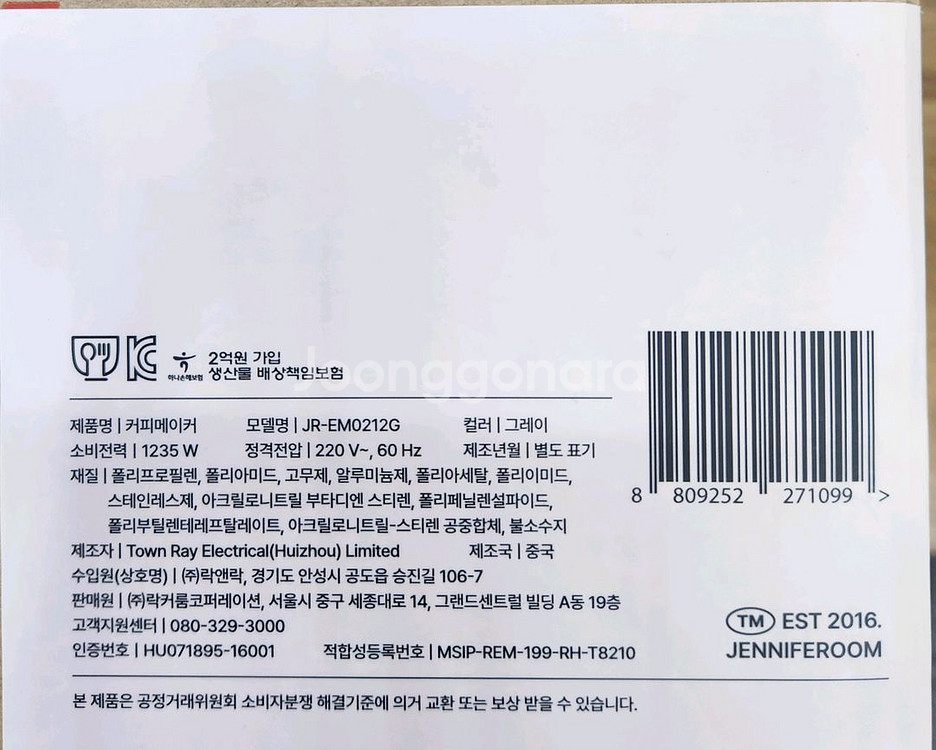 2억원 가입
하나손해보험 생산물 배상책임보험
Joonggonara
제품명 | 커피메이커 모델명 | JR-EM0212G 컬러 | 그레이
소비전력 | 1235 W 정격전압 | 220 V~, 60 Hz 제조년월 | 별도 표기
재질 | 폴리프로필렌, 폴리아미드, 고무제, 알루미늄제, 폴리아세탈, 폴리이미드,
스테인레스제, 아크릴로니트릴 부타디엔 스티렌, 폴리페닐렌설파이드,
폴리부틸렌테레프탈레이트, 아크릴로니트릴-스티렌 공중합체, 불소수지
제조자 | Town Ray Electrical(Huizhou) Limited 제조국 | 중국
수입원(상호명) | ㈜락앤락, 경기도 안성시 공도읍 승진길 106-7
판매원 | ㈜락커룸코퍼레이션, 서울시 중구 세종대로 14, 그랜드센트럴 빌딩 A동 19층
고객지원센터 | 080-329-3000
인증번호 | HU071895-16001 적합성등록번호 | MSIP-REM-199-RH-T8210
본 제품은 공정거래위원회 소비자분쟁 해결기준에 의거 교환 또는 보상 받을 수 있습니다.
8 809252 271099 >
TM EST 2016.
JENNIFEROOM